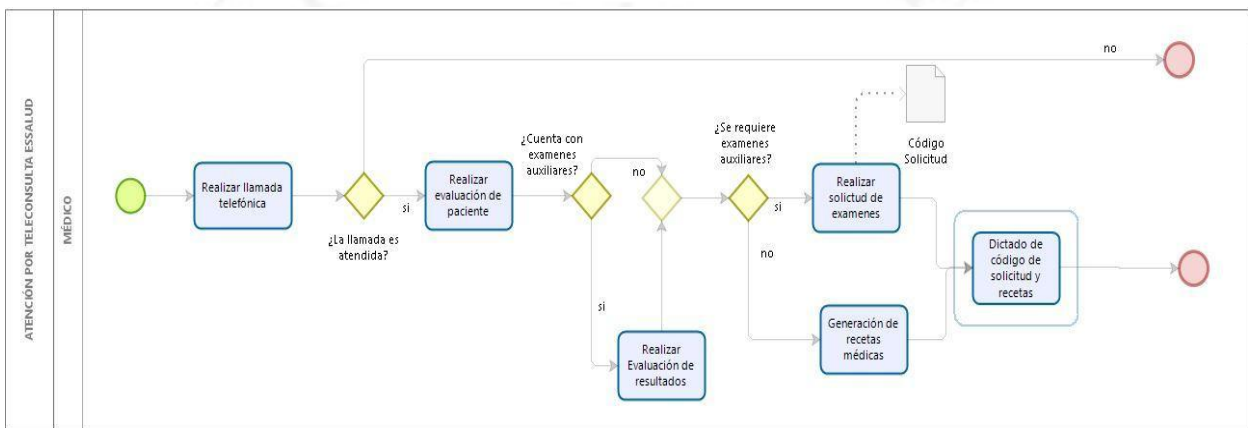 ATENCIÓN POR TELECONSULTA ESSALUD
MÉDICO
Realizar llamada
telefónica
¿La llamada es
atendida?
no
si
Realizar
evaluación de
paciente
¿Cuenta con
examenes
auxiliares?
no
si
Realizar
Evaluación de
resultados
¿Se requiere
examenes
auxiliares?
si
no
Realizar
solicitud de
examenes
Código
Solicitud
Generación de
recetas
médicas
Dictado de
código de
solicitud y
recetas